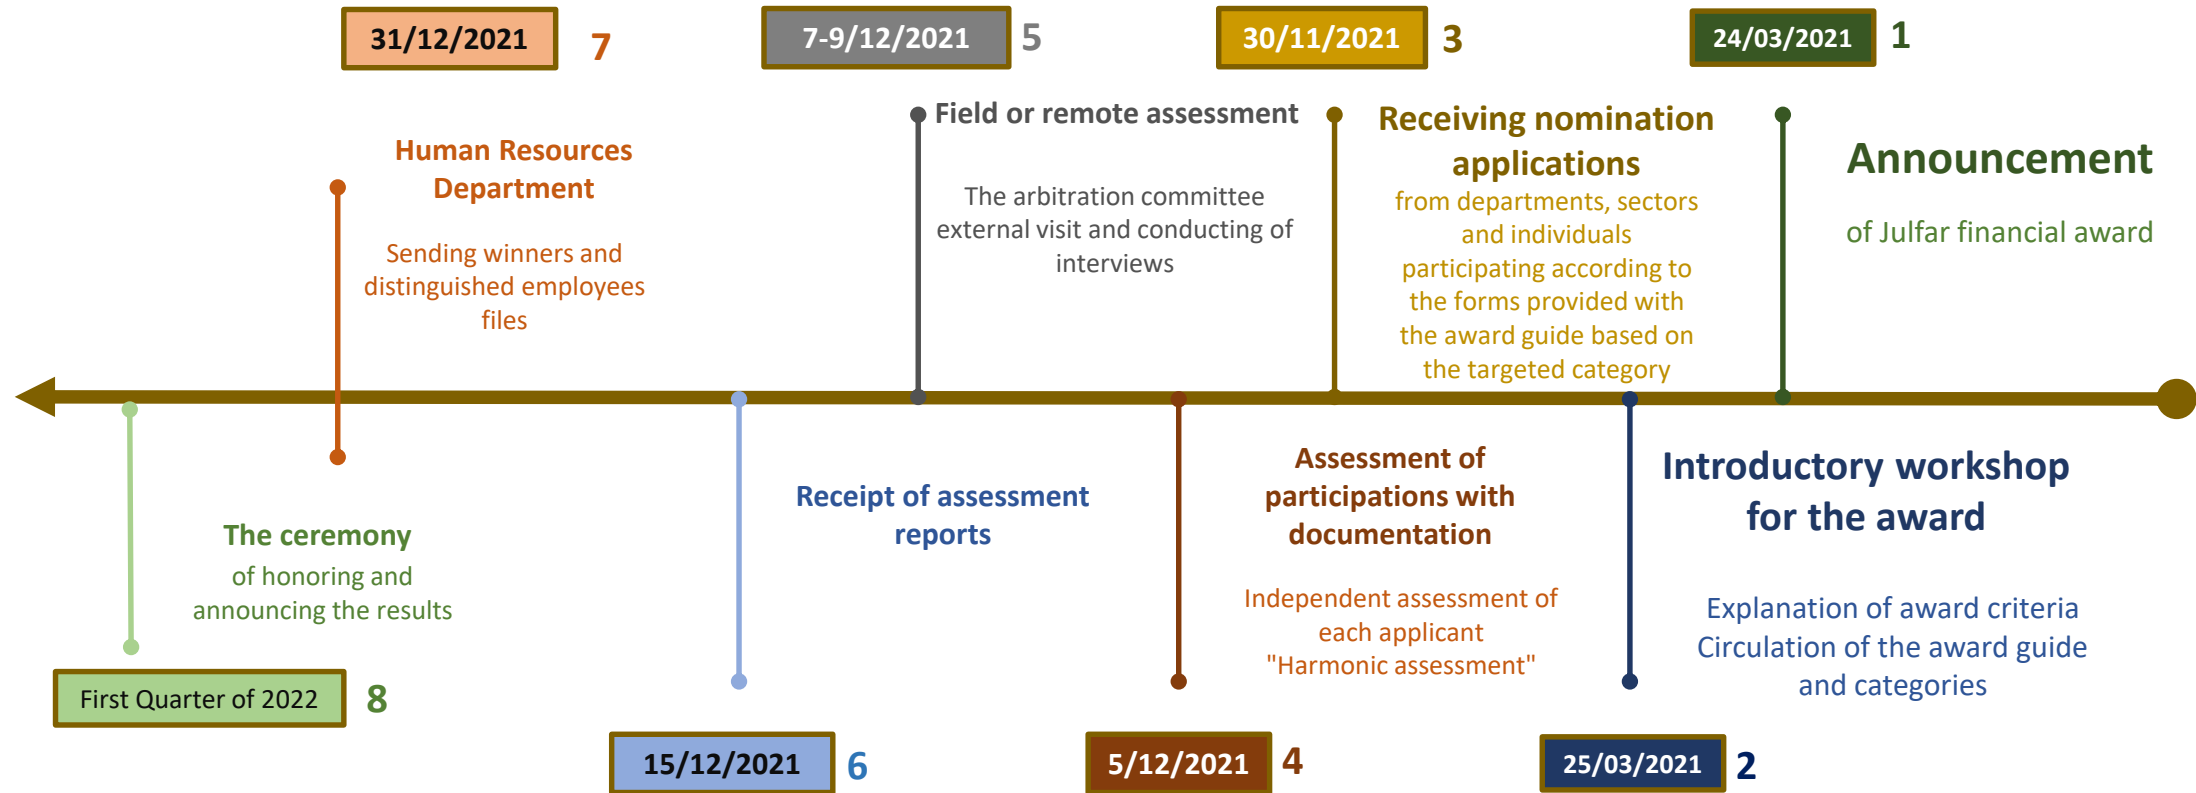 24/03/2021
1
Announcement
of Julfar financial award
25/03/2021
2
Introductory workshop
for the award
Explanation of award criteria
Circulation of the award guide
and categories
30/11/2021
3
Receiving nomination
applications
from departments, sectors
and individuals
participating according to
the forms provided with
the award guide based on
the targeted category
5/12/2021
4
Assessment of
participations with
documentation
Independent assessment of
each applicant
"Harmonic assessment"
7-9/12/2021
5
Field or remote assessment
The arbitration committee
external visit and conducting of
interviews
15/12/2021
6
Receipt of assessment
reports
31/12/2021
7
Human Resources
Department
Sending winners and
distinguished employees
files
First Quarter of 2022
8
The ceremony
of honoring and
announcing the results